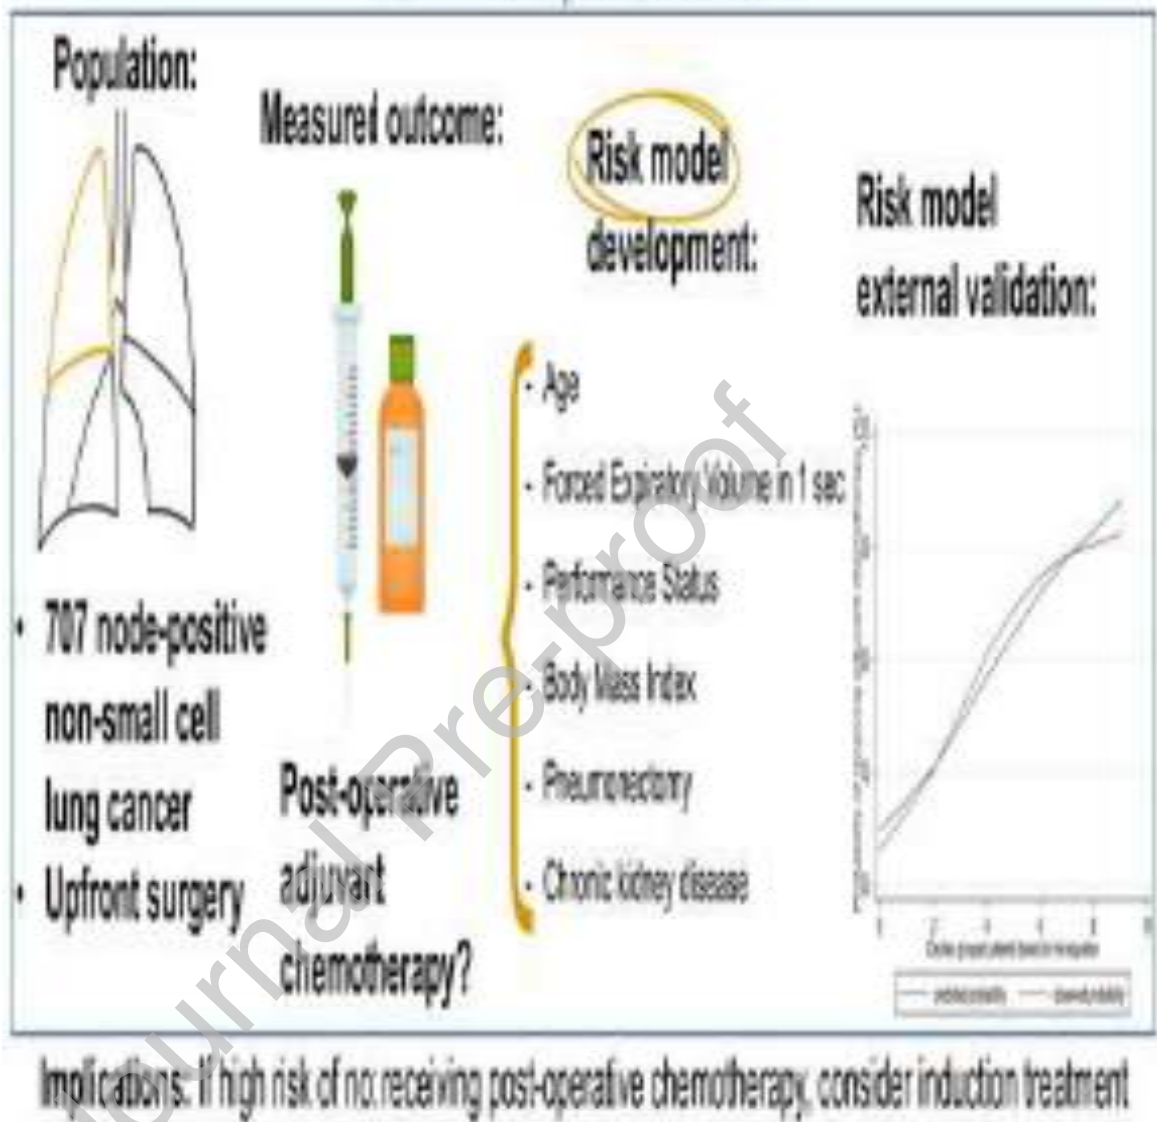 Population:
Measured outcome:
Risk model
development:
Risk model
external validation:
- Age
- Forced Expiratory Volume in 1 sec
- Performance Status
- Body Mass Index
- Pneumonectomy
- Chronic kidney disease
• 707 node-positive
non-small cell
lung cancer
• Upfront surgery
Post-operative
adjuvant
chemotherapy?
Journal Pre-proof
Implications: If high risk of no receiving post-operative chemotherapy, consider induction treatment